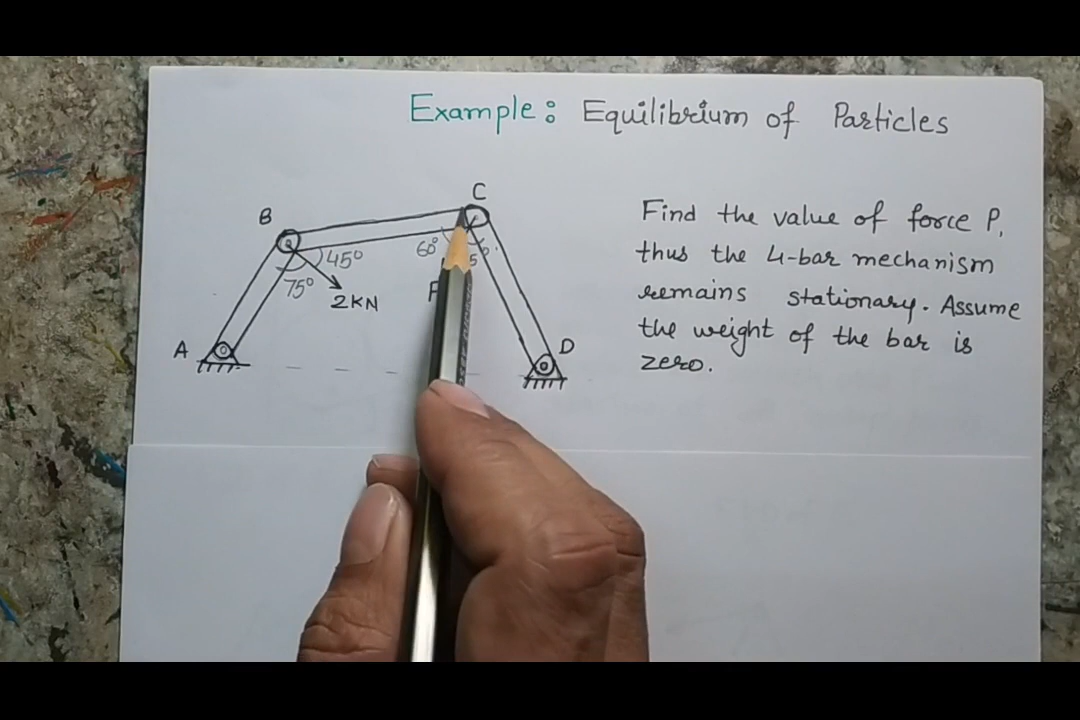 Example: Equilibrium of Particles
C
B
Find the value of force P,
60°
45°
thus the 4-bar mechanism
75°
2KN
remains stationary. Assume
the weight of the bar is
A
D
zero.